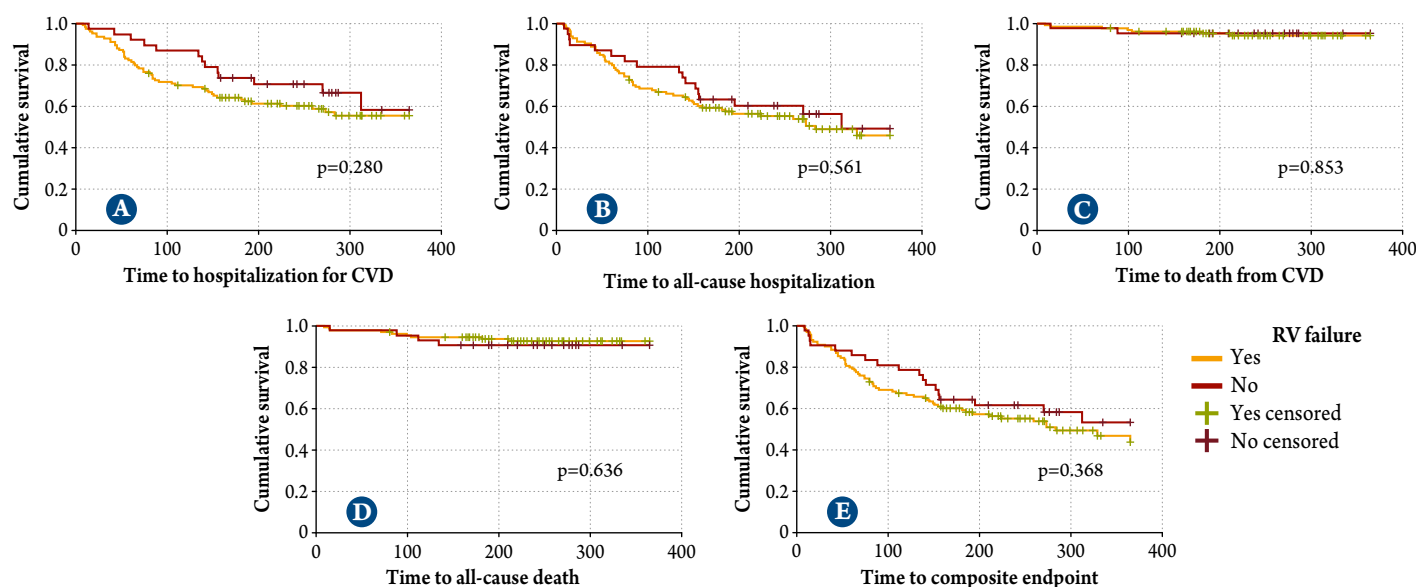 Cumulative survival
1.0
0.8
0.6
0.4
0.2
0
0 100 200 300 400
p=0.280
A
Time to hospitalization for CVD
Cumulative survival
1.0
0.8
0.6
0.4
0.2
0
0 100 200 300 400
p=0.561
B
Time to all-cause hospitalization
Cumulative survival
1.0
0.8
0.6
0.4
0.2
0
0 100 200 300 400
p=0.853
C
Time to death from CVD
Cumulative survival
1.0
0.8
0.6
0.4
0.2
0
0 100 200 300 400
p=0.636
D
Time to all-cause death
Cumulative survival
1.0
0.8
0.6
0.4
0.2
0
0 100 200 300 400
p=0.368
E
Time to composite endpoint
RV failure
Yes
No
Yes censored
No censored